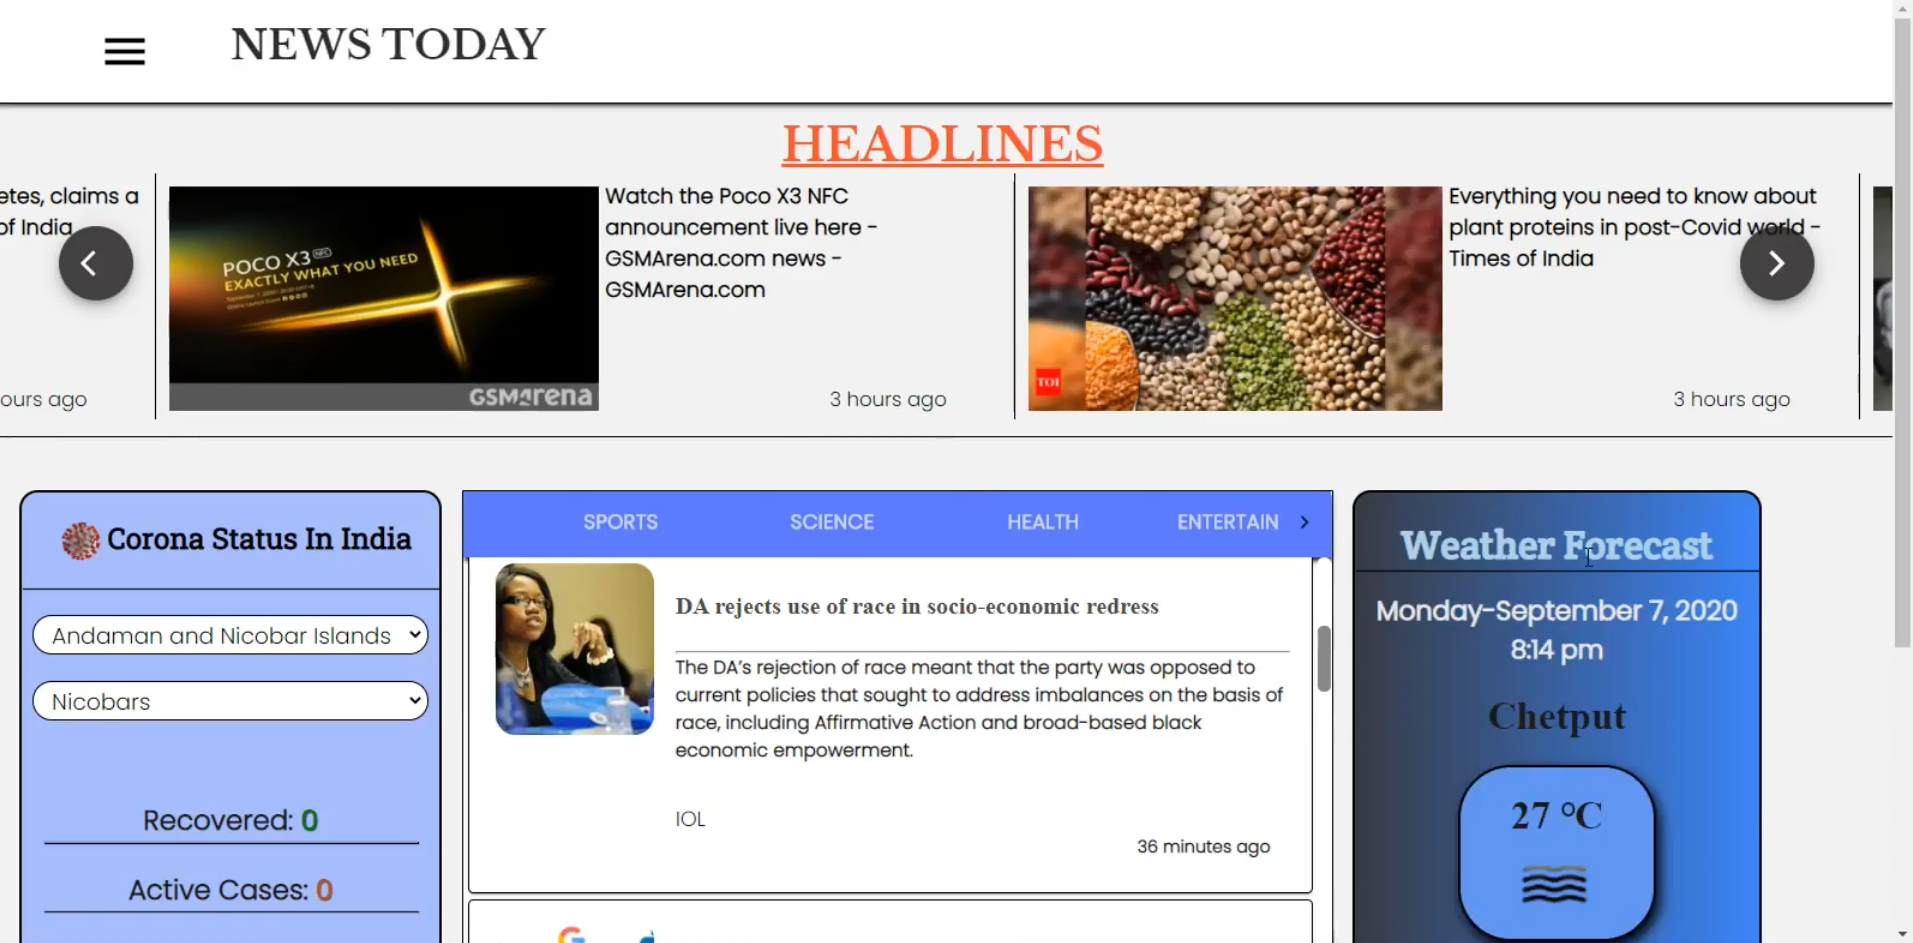 NEWS TODAY
HEADLINES
etes, claims a
of India
ours ago
POCO X3 NFC
EXACTLY WHAT YOU NEED
GSMArena
Watch the Poco X3 NFC
announcement live here -
GSMArena.com news -
GSMArena.com
3 hours ago
TOI
Everything you need to know about
plant proteins in post-Covid world -
Times of India
3 hours ago
Corona Status In India
Andaman and Nicobar Islands
Nicobars
Recovered: 0
Active Cases: 0
SPORTS SCIENCE HEALTH ENTERTAIN
DA rejects use of race in socio-economic redress
The DA's rejection of race meant that the party was opposed to
current policies that sought to address imbalances on the basis of
race, including Affirmative Action and broad-based black
economic empowerment.
IOL
36 minutes ago
Weather Forecast
Monday-September 7, 2020
8:14 pm
Chetput
27 °C